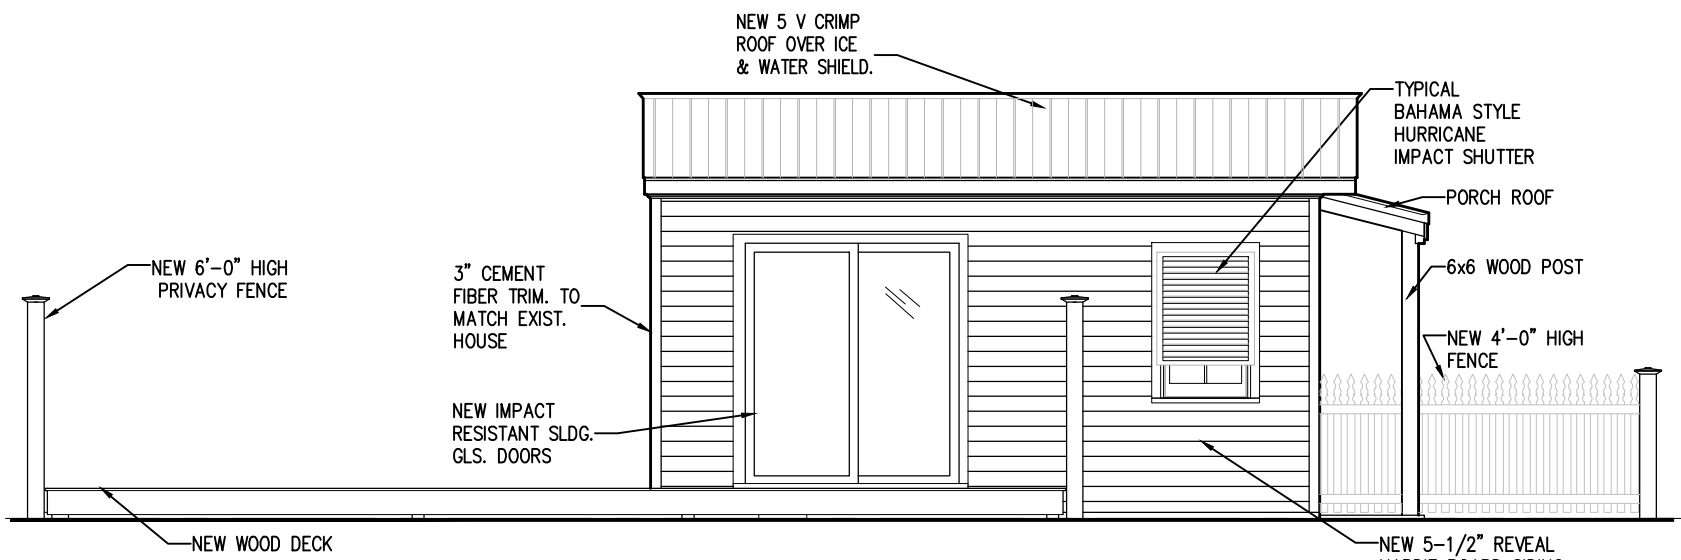 NEW 5 V CRIMP
ROOF OVER ICE
& WATER SHIELD.
TYPICAL
BAHAMA STYLE
HURRICANE
IMPACT SHUTTER
PORCH ROOF
6x6 WOOD POST
NEW 6'-0" HIGH
PRIVACY FENCE
3" CEMENT
FIBER TRIM. TO
MATCH EXIST.
HOUSE
NEW 4'-0" HIGH
FENCE
NEW IMPACT
RESISTANT SLDG.
GLS. DOORS
NEW WOOD DECK
NEW 5-1/2" REVEAL